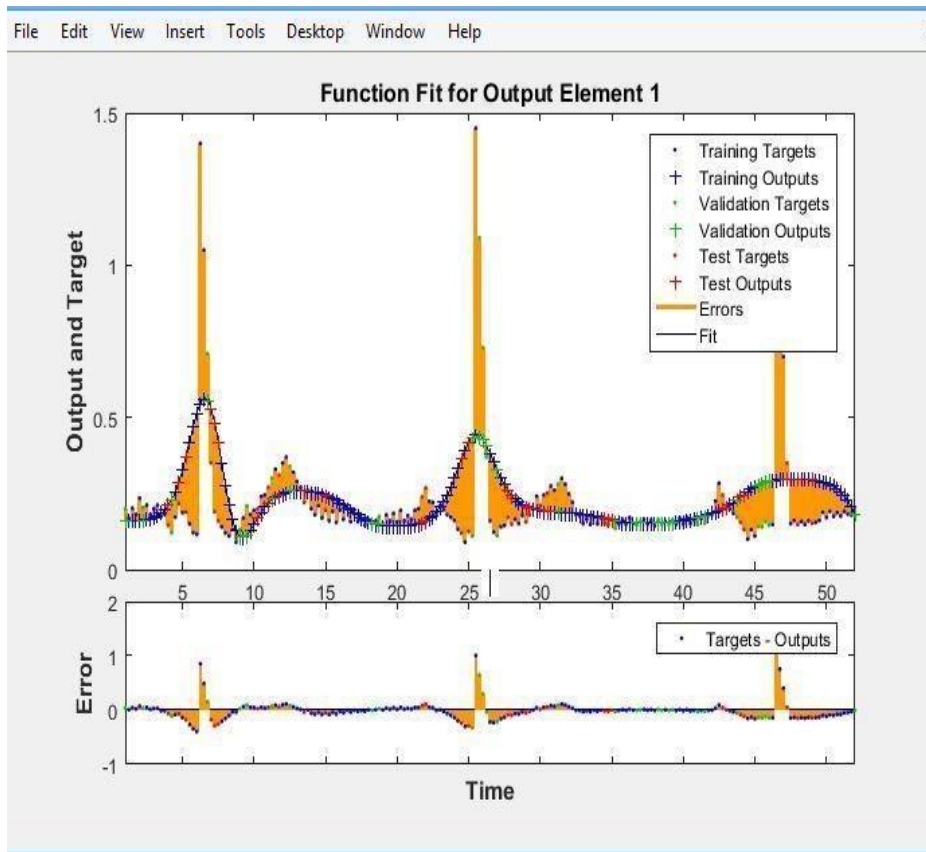 File Edit View Insert Tools Desktop Window Help
Function Fit for Output Element 1
1.5
1
0.5
0
Output and Target
Training Targets
Training Outputs
Validation Targets
Validation Outputs
Test Targets
Test Outputs
Errors
Fit
5 10 15 20 25 30 35 40 45 50
2
1
0
-1
Error
Targets - Outputs
Time